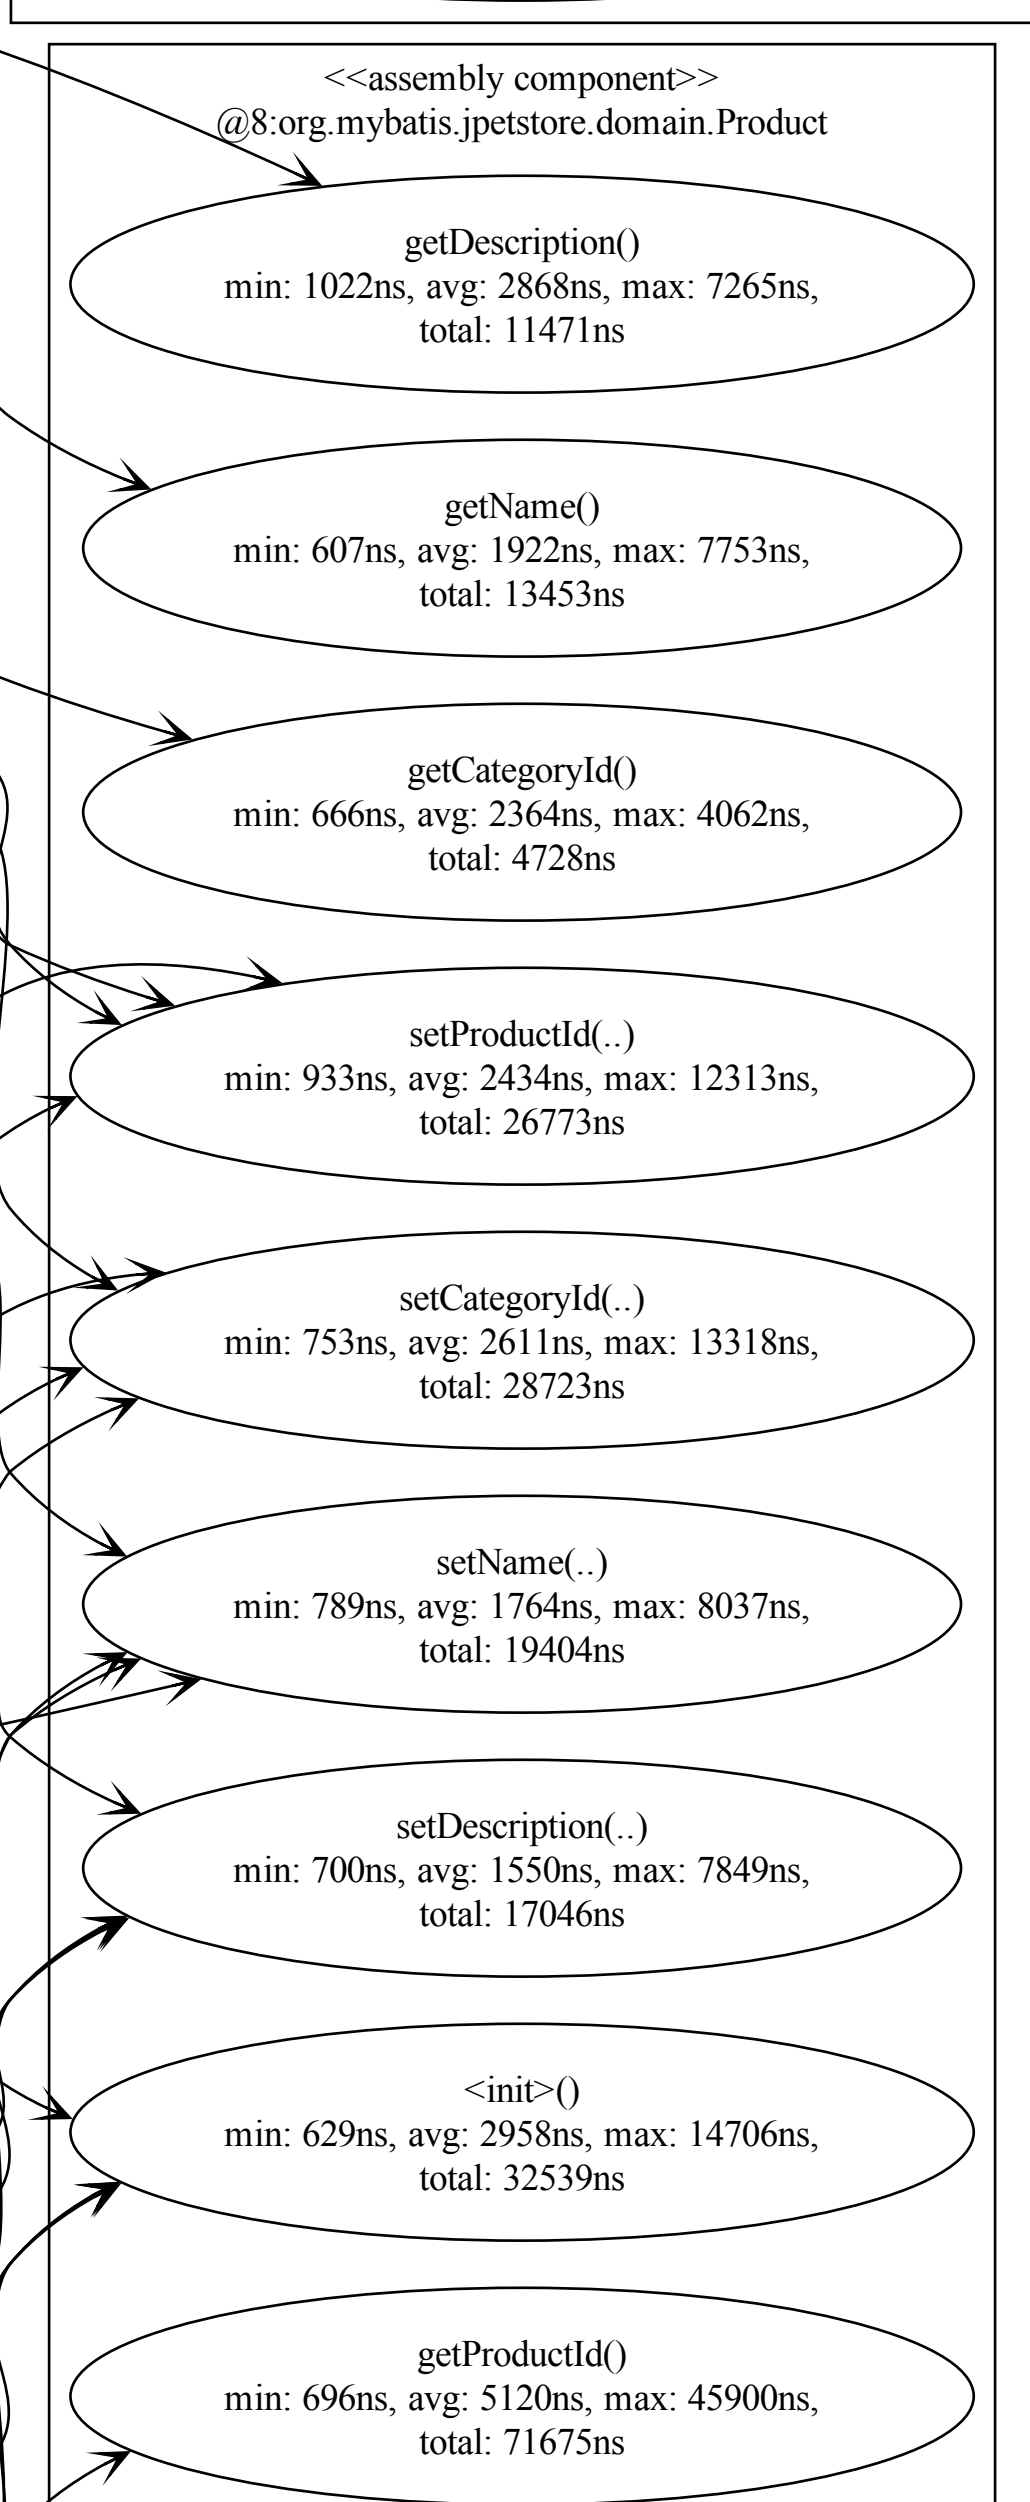 <<assembly component>>
@8:org.mybatis.jpetstore.domain.Product
getDescription()
min: 1022ns, avg: 2868ns, max: 7265ns,
total: 11471ns
getName()
min: 607ns, avg: 1922ns, max: 7753ns,
total: 13453ns
getCategoryId()
min: 666ns, avg: 2364ns, max: 4062ns,
total: 4728ns
setProductId(..)
min: 933ns, avg: 2434ns, max: 12313ns,
total: 26773ns
setCategoryId(..)
min: 753ns, avg: 2611ns, max: 13318ns,
total: 28723ns
setName(..)
min: 789ns, avg: 1764ns, max: 8037ns,
total: 19404ns
setDescription(..)
min: 700ns, avg: 1550ns, max: 7849ns,
total: 17046ns
<init>()
min: 629ns, avg: 2958ns, max: 14706ns,
total: 32539ns
getProductId()
min: 696ns, avg: 5120ns, max: 45900ns,
total: 71675ns